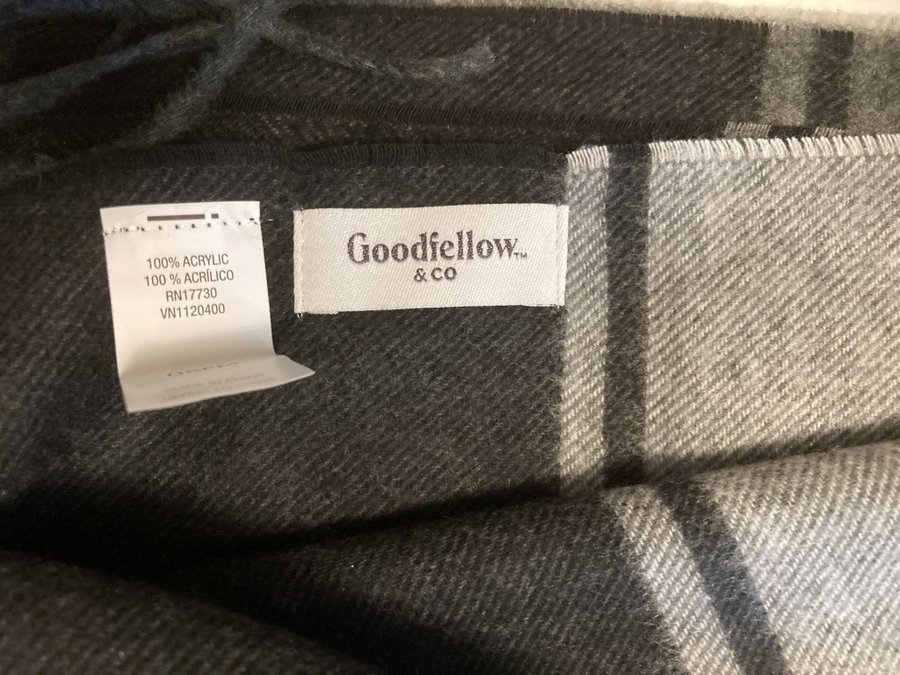 100% ACRYLIC
100 % ACRÍLICO
RN17730
VN1120400
Goodfellow™
& CO